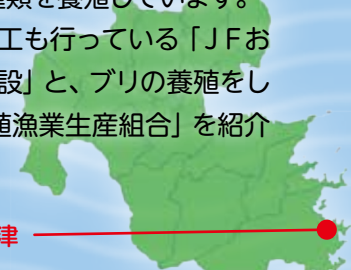 種類を養殖しています。
工も行っている「ＪＦお
設」と、ブリの養殖をし
殖漁業生産組合」を紹介
津